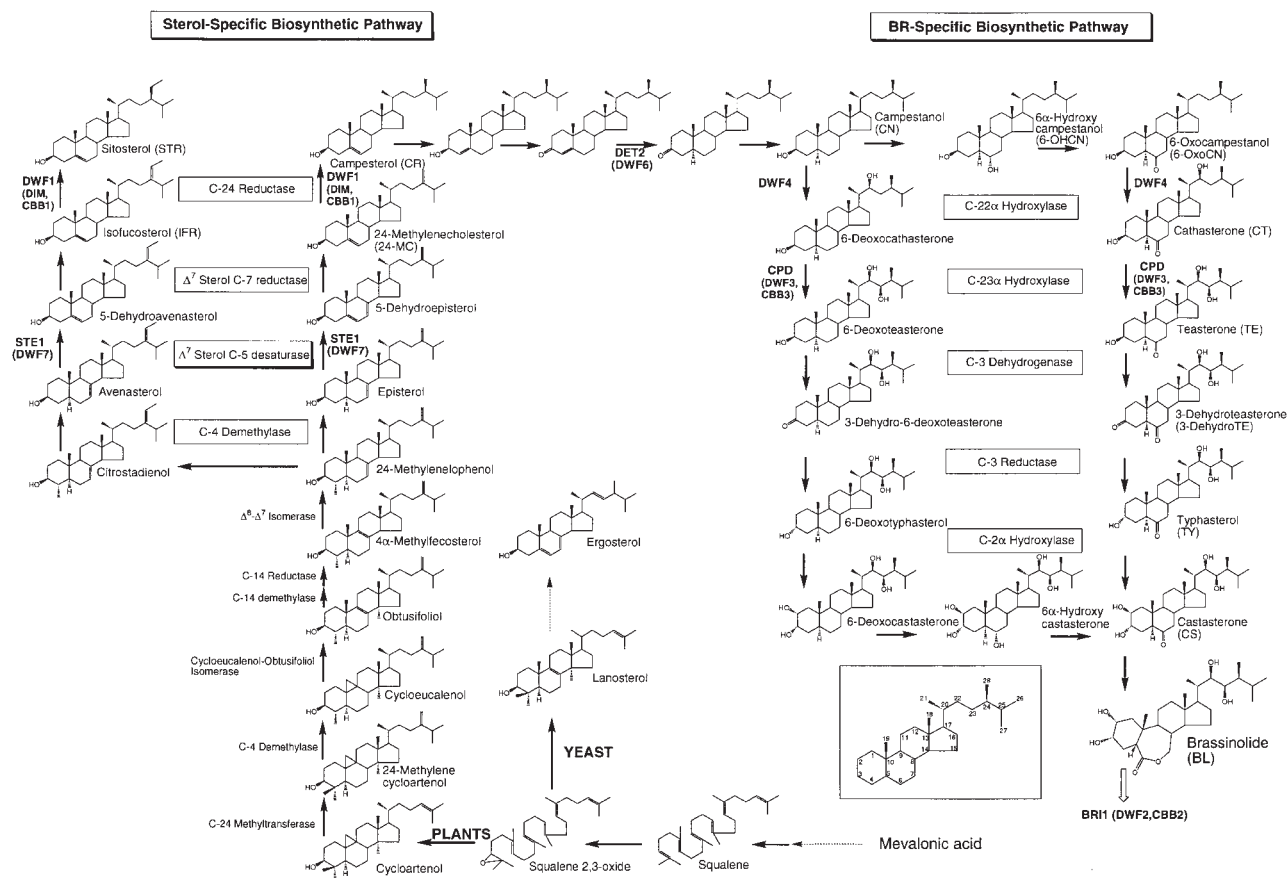 Sterol-Specific Biosynthetic Pathway
BR-Specific Biosynthetic Pathway
Sitosterol (STR)
DWF1
(DIM,
CBB1)
Isofucosterol (IFR)
5-Dehydroavenasterol
STE1
(DWF7)
Avenasterol
Citrostadienol
C-24 Reductase
Δ⁷ Sterol C-7 reductase
Δ⁷ Sterol C-5 desaturase
C-4 Demethylase
Campesterol (CR)
DWF1
(DIM,
CBB1)
24-Methylenecholesterol
(24-MC)
5-Dehydroepisterol
STE1
(DWF7)
Episterol
24-Methylenelophenol
Δ⁸-Δ⁷ Isomerase
4α-Methylfecosterol
C-14 Reductase
C-14 demethylase
Obtusifoliol
Cycloeucalenol-Obtusifoliol
Isomerase
Cycloeucalenol
C-4 Demethylase
24-Methylene
cycloartenol
C-24 Methyltransferase
Cycloartenol
PLANTS
Squalene 2,3-oxide
Squalene
Mevalonic acid
YEAST
Lanosterol
Ergosterol
DET2
(DWF6)
Campestanol
(CN)
6α-Hydroxy
campestanol
(6-OHCN)
6-Oxocampestanol
(6-OxoCN)
DWF4
C-22α Hydroxylase
DWF4
6-Deoxocathasterone
Cathasterone (CT)
CPD
(DWF3,
CBB3)
C-23α Hydroxylase
CPD
(DWF3,
CBB3)
6-Deoxoteasterone
Teasterone (TE)
C-3 Dehydrogenase
3-Dehydro-6-deoxoteasterone
3-Dehydroteasterone
(3-DehydroTE)
C-3 Reductase
6-Deoxotyphasterol
Typhasterol
(TY)
C-2α Hydroxylase
6-Deoxocastasterone
6α-Hydroxy
castasterone
Castasterone
(CS)
Brassinolide
(BL)
BRI1 (DWF2,CBB2)